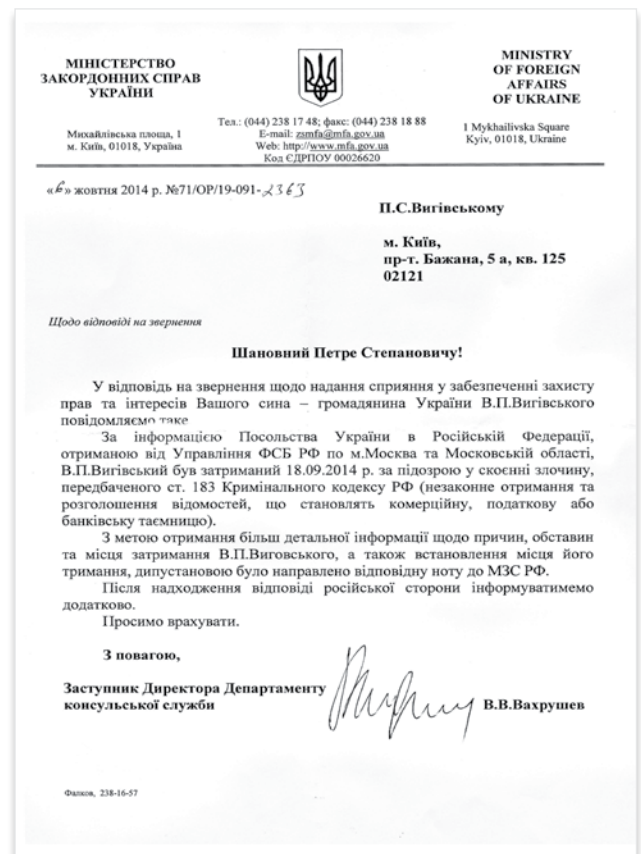 МІНІСТЕРСТВО
ЗАКОРДОННИХ СПРАВ
УКРАЇНИ
Михайлівська площа, 1
м. Київ, 01018, Україна
Тел.: (044) 238 17 48; факс: (044) 238 18 88
E-mail: zsmfa@mfa.gov.ua
Web: http://www.mfa.gov.ua
Код ЄДРПОУ 00026620
MINISTRY
OF FOREIGN
AFFAIRS
OF UKRAINE
1 Mykhailivska Square
Kyiv, 01018, Ukraine
«6» жовтня 2014 р. №71/ОР/19-091-2363
П.С.Вигівському
м. Київ,
пр-т. Бажана, 5 а, кв. 125
02121
Щодо відповіді на звернення
Шановний Петре Степановичу!
У відповідь на звернення щодо надання сприяння у забезпеченні захисту
прав та інтересів Вашого сина – громадянина України В.П.Вигівського
повідомляємо таке
За інформацією Посольства України в Російській Федерації,
отриманою від Управління ФСБ РФ по м.Москва та Московській області,
В.П.Вигівський був затриманий 18.09.2014 р. за підозрою у скоєнні злочину,
передбаченого ст. 183 Кримінального кодексу РФ (незаконне отримання та
розголошення відомостей, що становлять комерційну, податкову або
банківську таємницю).
З метою отримання більш детальної інформації щодо причин, обставин
та місця затримання В.П.Виговського, а також встановлення місця його
тримання, дипустановою було направлено відповідну ноту до МЗС РФ.
Після надходження відповіді російської сторони інформуватимемо
додатково.
Просимо врахувати.
З повагою,
Заступник Директора Департаменту
консульської служби
В.В.Вахрушев
Фалков, 238-16-57